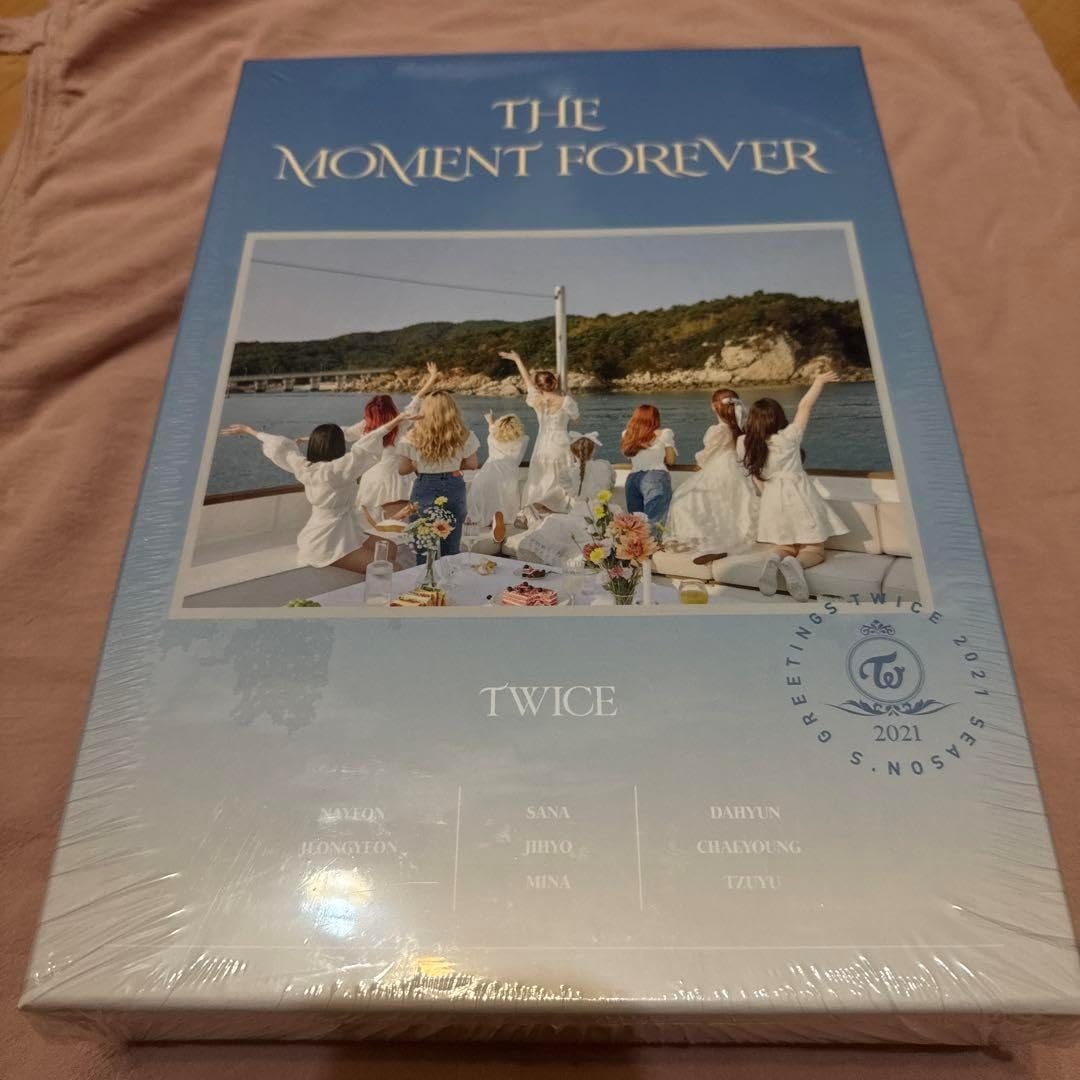 THE
MOMENT FOREVER
TWICE
TWICE 2021 SEASON'S GREETINGS
2021
NAYEON
JEONGYEON
SANA
JIHYO
MINA
DAHYUN
CHAEYOUNG
TZUYU